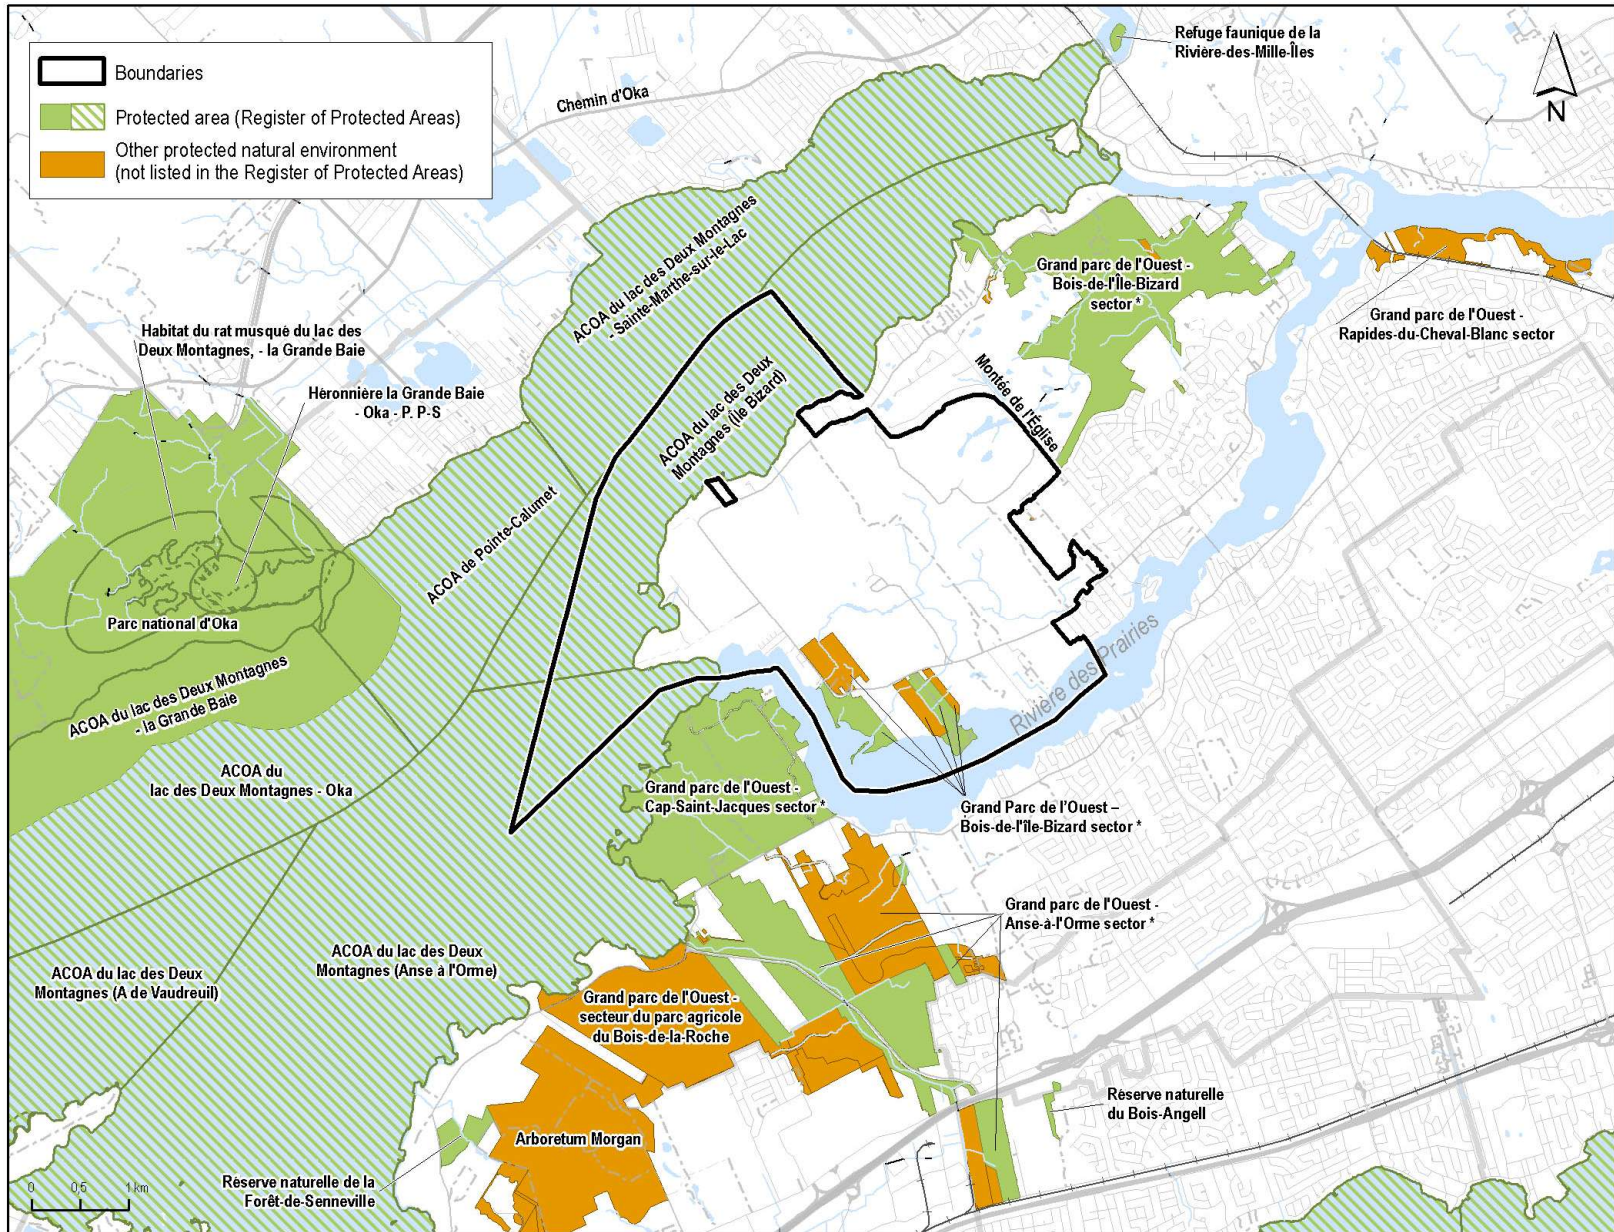 Boundaries
Protected area (Register of Protected Areas)
Other protected natural environment
(not listed in the Register of Protected Areas)
Chemin d'Oka
Refuge faunique de la
Rivière-des-Mille-Îles
N
ACOA du lac des Deux Montagnes
- Sainte-Marthe-sur-le-Lac
Grand parc de l'Ouest -
Bois-de-l'Île-Bizard
sector *
Grand parc de l'Ouest -
Rapides-du-Cheval-Blanc sector
Habitat du rat musqué du lac des
Deux Montagnes, - la Grande Baie
Héronnière la Grande Baie
- Oka - P. P-S
ACOA du lac des Deux
Montagnes (Île Bizard)
Montée de l'Église
ACOA de Pointe-Calumet
Parc national d'Oka
ACOA du lac des Deux Montagnes
- la Grande Baie
Rivière des Prairies
ACOA du
lac des Deux Montagnes - Oka
Grand parc de l'Ouest -
Cap-Saint-Jacques sector *
Grand Parc de l'Ouest –
Bois-de-l'île-Bizard sector *
Grand parc de l'Ouest -
Anse-à-l'Orme sector *
ACOA du lac des Deux
Montagnes (A de Vaudreuil)
ACOA du lac des Deux
Montagnes (Anse à l'Orme)
Grand parc de l'Ouest -
secteur du parc agricole
du Bois-de-la-Roche
Réserve naturelle
du Bois-Angell
Arboretum Morgan
Réserve naturelle de la
Forêt-de-Senneville
0 0,5 1 km